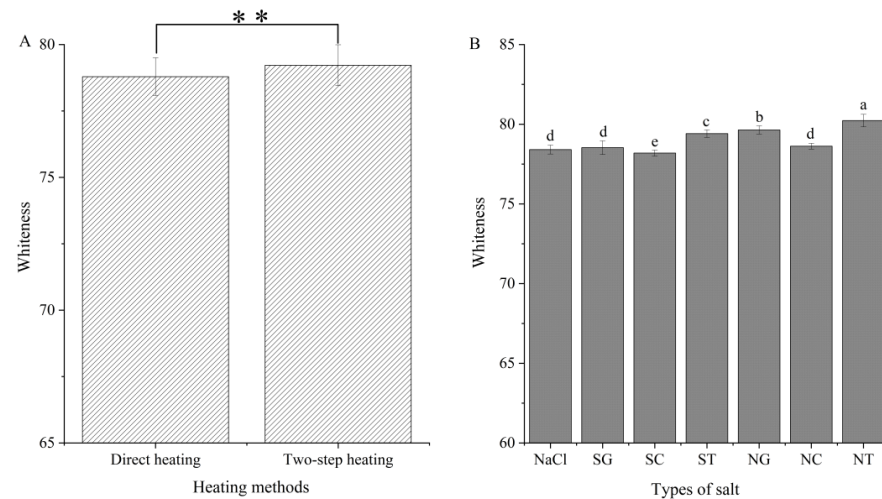 A
* *
80
75
70
65
Whiteness
Direct heating
Two-step heating
Heating methods
B
85
80
75
70
65
60
Whiteness
d
d
e
c
b
d
a
NaCl
SG
SC
ST
NG
NC
NT
Types of salt